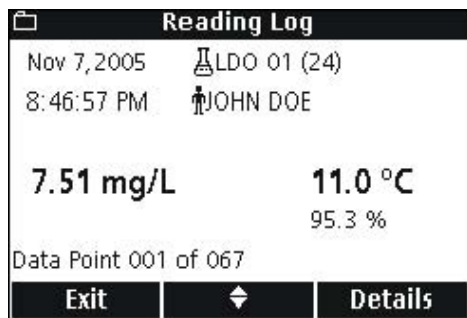 Reading Log
Nov 7,2005 LDO 01 (24)
8:46:57 PM JOHN DOE
7.51 mg/L 11.0 °C
95.3 %
Data Point 001 of 067
Exit Details